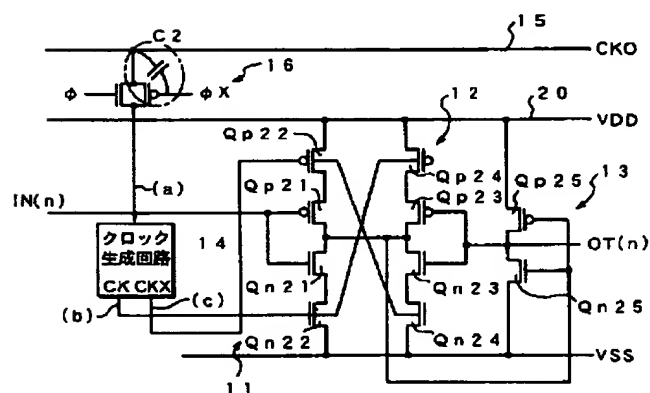 C2
15
CKO
16
φ
φX
12
20
VDD
Qp22
Qp24
13
(a)
Qp21
Qp23
Qp25
IN(n)
クロック
生成回路
14
OT(n)
CK CKX
Qn21
Qn23
(b)
(c)
Qn25
Qn22
Qn24
VSS
11